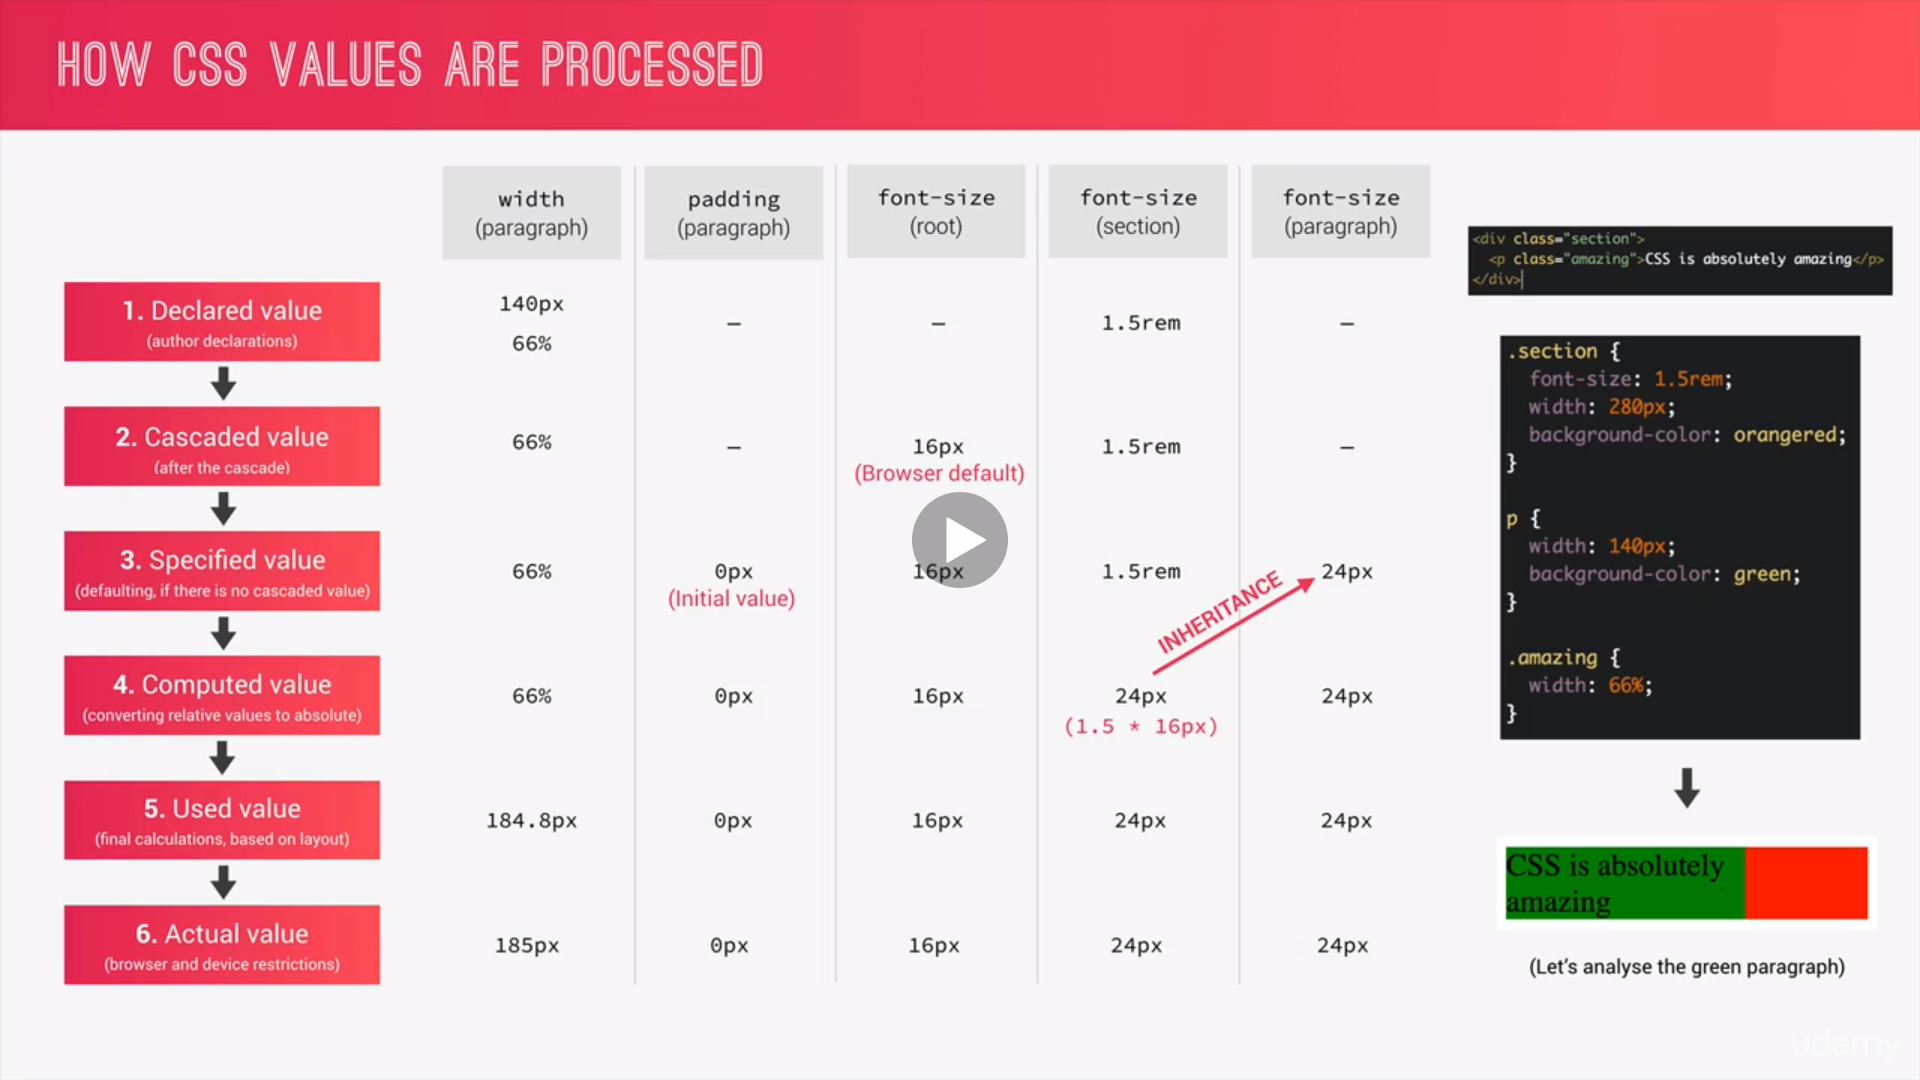 HOW CSS VALUES ARE PROCESSED
width
(paragraph)
padding
(paragraph)
font-size
(root)
font-size
(section)
font-size
(paragraph)
1. Declared value
(author declarations)
140px
66%
–
–
1.5rem
–
2. Cascaded value
(after the cascade)
66%
–
16px
(Browser default)
1.5rem
–
3. Specified value
(defaulting, if there is no cascaded value)
66%
0px
(Initial value)
16px
1.5rem
24px
INHERITANCE
4. Computed value
(converting relative values to absolute)
66%
0px
16px
24px
(1.5 * 16px)
24px
5. Used value
(final calculations, based on layout)
184.8px
0px
16px
24px
24px
6. Actual value
(browser and device restrictions)
185px
0px
16px
24px
24px
<div class="section">
<p class="amazing">CSS is absolutely amazing</p>
</div>
.section {
font-size: 1.5rem;
width: 280px;
background-color: orangered;
}
p {
width: 140px;
background-color: green;
}
.amazing {
width: 66%;
}
CSS is absolutely
amazing
(Let's analyse the green paragraph)
udemy